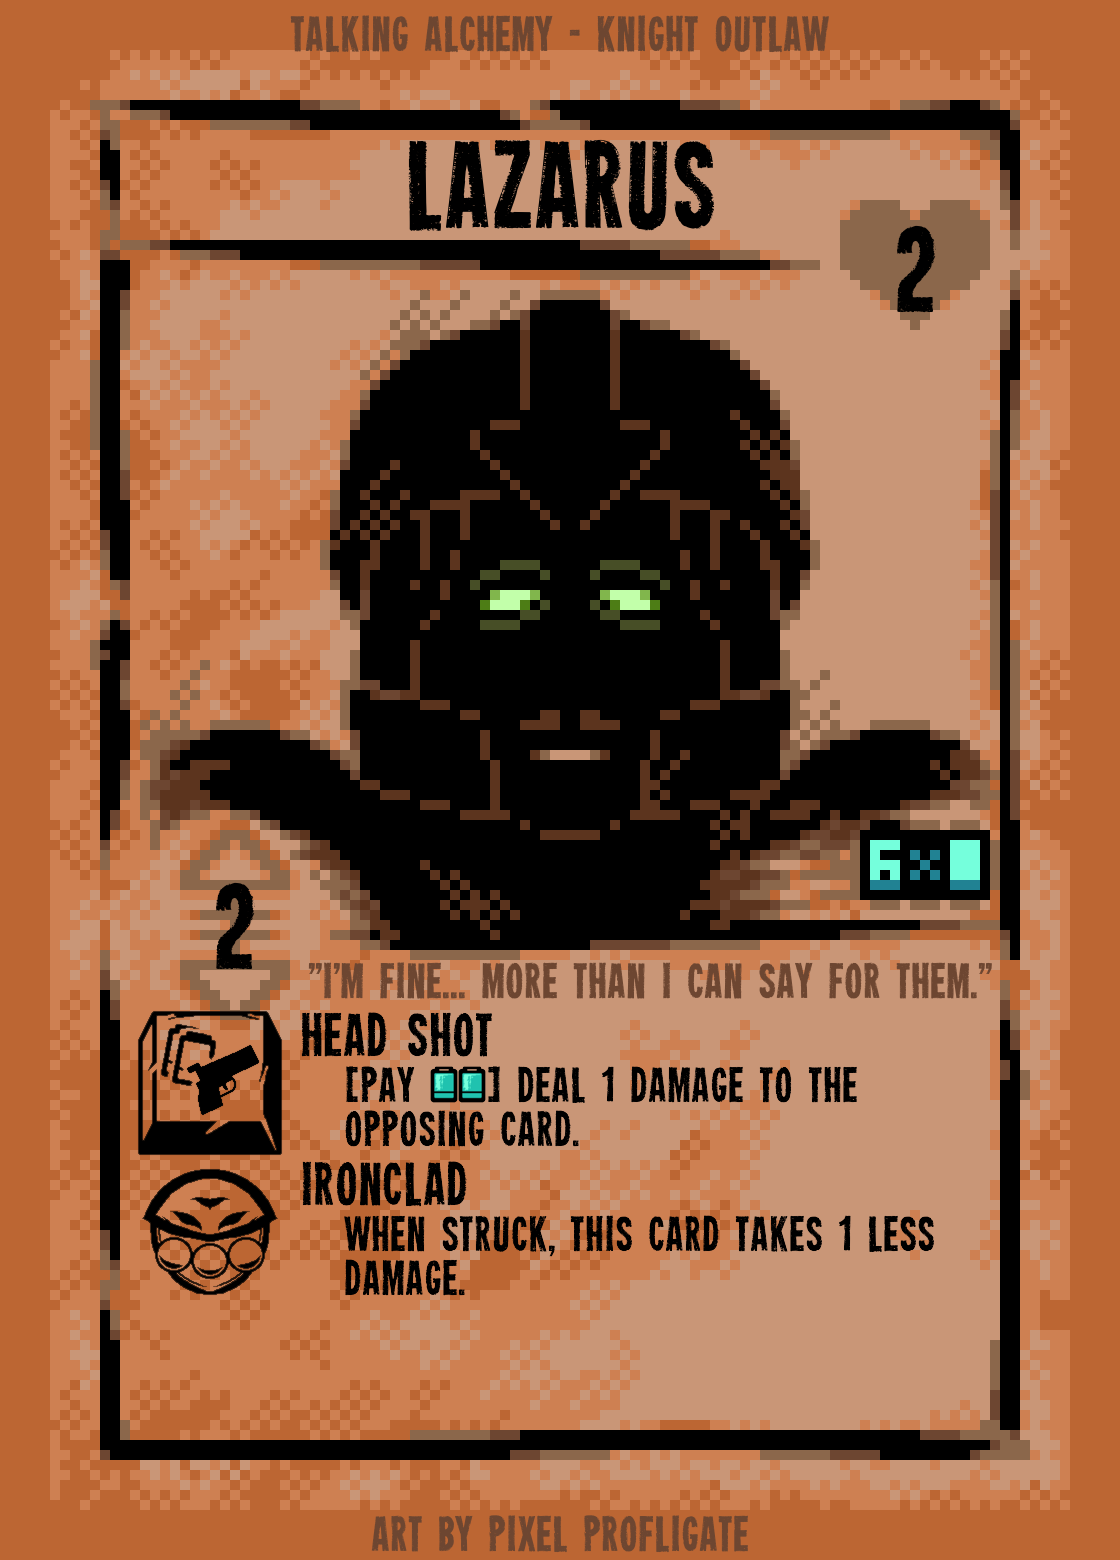 TALKING ALCHEMY - KNIGHT OUTLAW
LAZARUS
2
6×
2
"I'M FINE... MORE THAN I CAN SAY FOR THEM."
HEAD SHOT
[PAY ] DEAL 1 DAMAGE TO THE
OPPOSING CARD.
IRONCLAD
WHEN STRUCK, THIS CARD TAKES 1 LESS
DAMAGE.
ART BY PIXEL PROFLIGATE